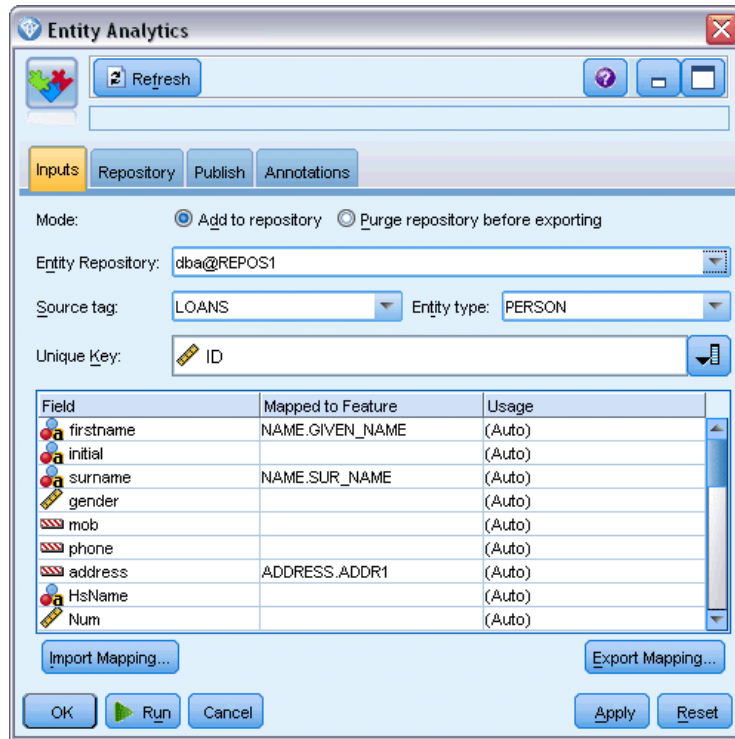 Entity Analytics
Refresh
Inputs Repository Publish Annotations
Mode: Add to repository Purge repository before exporting
Entity Repository: dba@REPOS1
Source tag: LOANS Entity type: PERSON
Unique Key: ID
Field Mapped to Feature Usage
firstname NAME.GIVEN_NAME (Auto)
initial (Auto)
surname NAME.SUR_NAME (Auto)
gender (Auto)
mob (Auto)
phone (Auto)
address ADDRESS.ADDR1 (Auto)
HsName (Auto)
Num (Auto)
Import Mapping... Export Mapping...
OK Run Cancel Apply Reset